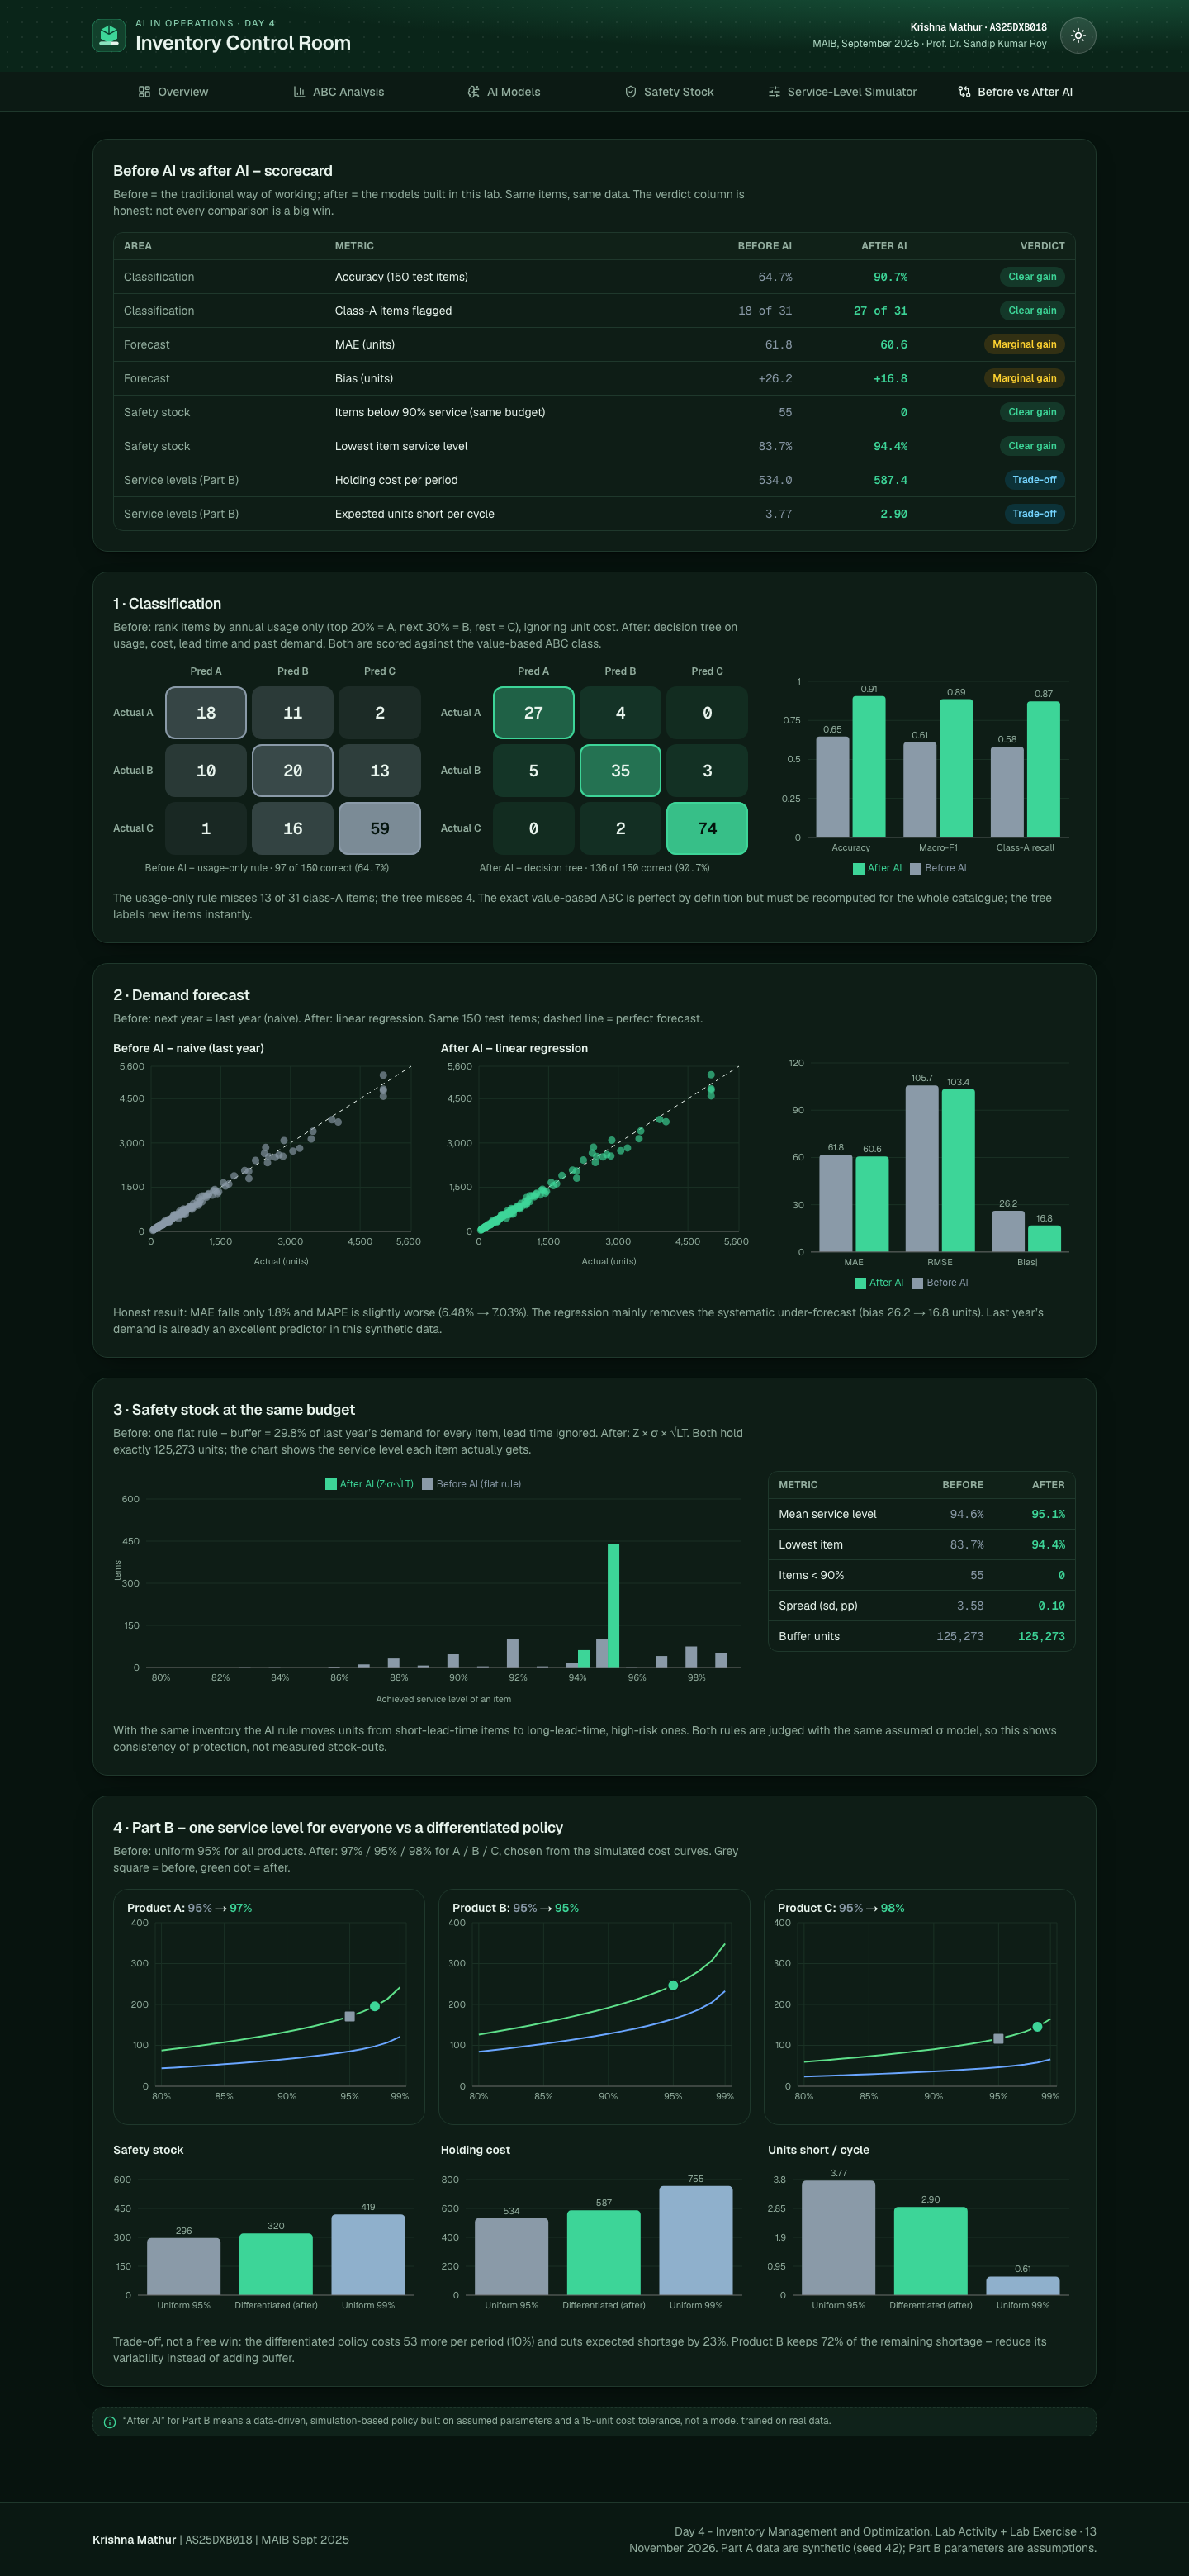 AI IN OPERATIONS · DAY 4
Inventory Control Room
Krishna Mathur · AS25DXB018
MAIB, September 2025 · Prof. Dr. Sandip Kumar Roy
Overview
ABC Analysis
AI Models
Safety Stock
Service-Level Simulator
Before vs After AI
Before AI vs after AI – scorecard
Before = the traditional way of working; after = the models built in this lab. Same items, same data. The verdict column is
honest: not every comparison is a big win.
AREA METRIC BEFORE AI AFTER AI VERDICT
Classification Accuracy (150 test items) 64.7% 90.7% Clear gain
Classification Class-A items flagged 18 of 31 27 of 31 Clear gain
Forecast MAE (units) 61.8 60.6 Marginal gain
Forecast Bias (units) +26.2 +16.8 Marginal gain
Safety stock Items below 90% service (same budget) 55 0 Clear gain
Safety stock Lowest item service level 83.7% 94.4% Clear gain
Service levels (Part B) Holding cost per period 534.0 587.4 Trade-off
Service levels (Part B) Expected units short per cycle 3.77 2.90 Trade-off
1 · Classification
Before: rank items by annual usage only (top 20% = A, next 30% = B, rest = C), ignoring unit cost. After: decision tree on
usage, cost, lead time and past demand. Both are scored against the value-based ABC class.
Pred A Pred B Pred C
Actual A 18 11 2
Actual B 10 20 13
Actual C 1 16 59
Before AI – usage-only rule · 97 of 150 correct (64.7%)
Pred A Pred B Pred C
Actual A 27 4 0
Actual B 5 35 3
Actual C 0 2 74
After AI – decision tree · 136 of 150 correct (90.7%)
1
0.75
0.5
0.25
0
0.65 0.91 0.61 0.89 0.58 0.87
Accuracy Macro-F1 Class-A recall
After AI Before AI
The usage-only rule misses 13 of 31 class-A items; the tree misses 4. The exact value-based ABC is perfect by definition but must be recomputed for the whole catalogue; the tree
labels new items instantly.
2 · Demand forecast
Before: next year = last year (naive). After: linear regression. Same 150 test items; dashed line = perfect forecast.
Before AI – naive (last year)
5,600
4,500
3,000
1,500
0
0 1,500 3,000 4,500 5,600
Actual (units)
After AI – linear regression
5,600
4,500
3,000
1,500
0
0 1,500 3,000 4,500 5,600
Actual (units)
120
90
60
30
0
61.8 60.6 105.7 103.4 26.2 16.8
MAE RMSE |Bias|
After AI Before AI
Honest result: MAE falls only 1.8% and MAPE is slightly worse (6.48% → 7.03%). The regression mainly removes the systematic under-forecast (bias 26.2 → 16.8 units). Last year's
demand is already an excellent predictor in this synthetic data.
3 · Safety stock at the same budget
Before: one flat rule – buffer = 29.8% of last year's demand for every item, lead time ignored. After: Z × σ × √LT. Both hold
exactly 125,273 units; the chart shows the service level each item actually gets.
After AI (Z·σ·√LT) Before AI (flat rule)
600
450
300
150
0
Items
80% 82% 84% 86% 88% 90% 92% 94% 96% 98%
Achieved service level of an item
METRIC BEFORE AFTER
Mean service level 94.6% 95.1%
Lowest item 83.7% 94.4%
Items < 90% 55 0
Spread (sd, pp) 3.58 0.10
Buffer units 125,273 125,273
With the same inventory the AI rule moves units from short-lead-time items to long-lead-time, high-risk ones. Both rules are judged with the same assumed σ model, so this shows
consistency of protection, not measured stock-outs.
4 · Part B – one service level for everyone vs a differentiated policy
Before: uniform 95% for all products. After: 97% / 95% / 98% for A / B / C, chosen from the simulated cost curves. Grey
square = before, green dot = after.
Product A: 95% → 97%
400
300
200
100
0
80% 85% 90% 95% 99%
Product B: 95% → 95%
400
300
200
100
0
80% 85% 90% 95% 99%
Product C: 95% → 98%
400
300
200
100
0
80% 85% 90% 95% 99%
Safety stock
600
450
300
150
0
296 320 419
Uniform 95% Differentiated (after) Uniform 99%
Holding cost
800
600
400
200
0
534 587 755
Uniform 95% Differentiated (after) Uniform 99%
Units short / cycle
3.8
2.85
1.9
0.95
0
3.77 2.90 0.61
Uniform 95% Differentiated (after) Uniform 99%
Trade-off, not a free win: the differentiated policy costs 53 more per period (10%) and cuts expected shortage by 23%. Product B keeps 72% of the remaining shortage – reduce its
variability instead of adding buffer.
"After AI" for Part B means a data-driven, simulation-based policy built on assumed parameters and a 15-unit cost tolerance, not a model trained on real data.
Krishna Mathur | AS25DXB018 | MAIB Sept 2025
Day 4 - Inventory Management and Optimization, Lab Activity + Lab Exercise · 13
November 2026. Part A data are synthetic (seed 42); Part B parameters are assumptions.